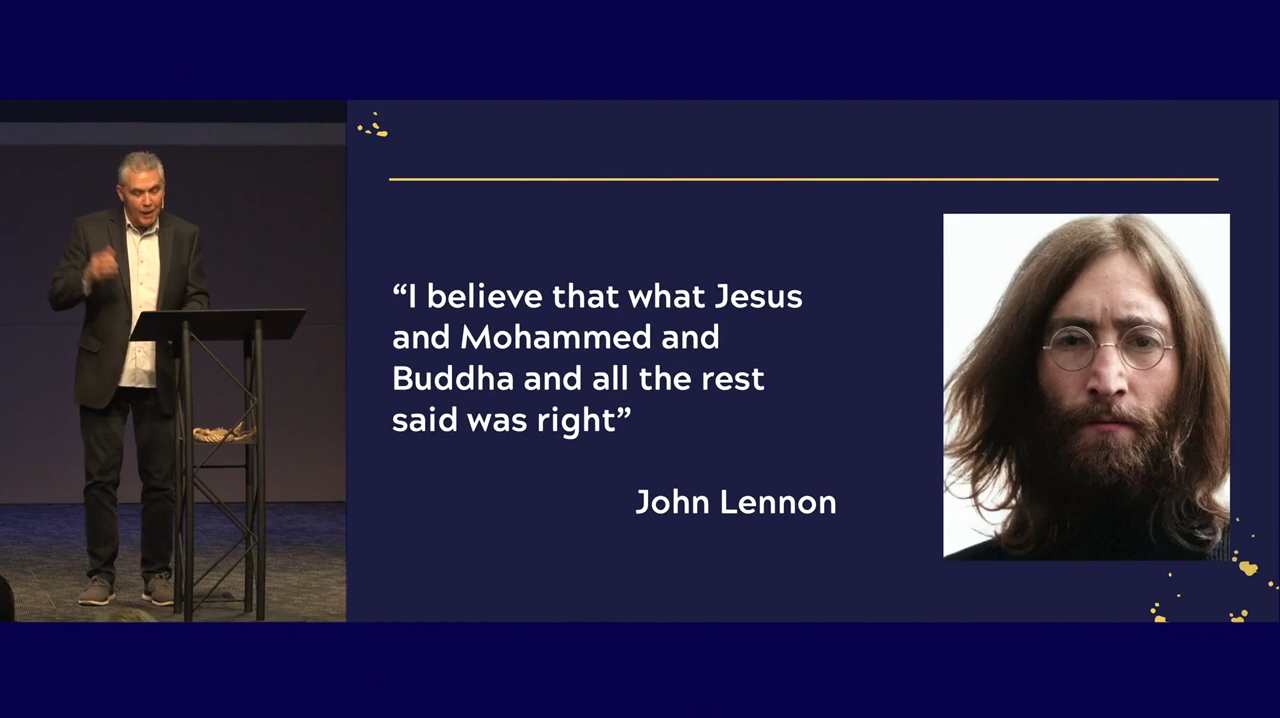 “I believe that what Jesus
and Mohammed and
Buddha and all the rest
said was right”
John Lennon